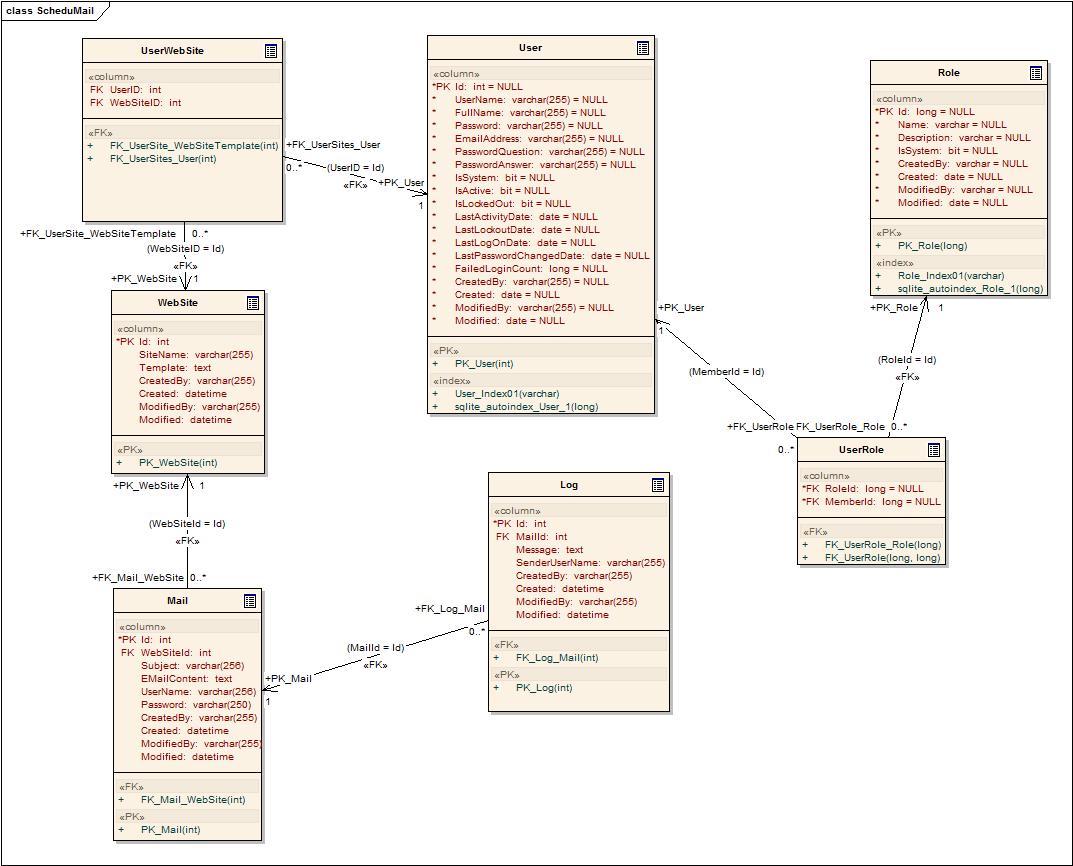 class ScheduMail
UserWebSite
«column»
FK UserID: int
FK WebSiteID: int
«FK»
+ FK_UserSite_WebSiteTemplate(int)
+ FK_UserSites_User(int)
+FK_UserSites_User
0..*
(UserID = Id)
«FK»
+PK_User
1
User
«column»
*PK Id: int = NULL
* UserName: varchar(255) = NULL
* FullName: varchar(255) = NULL
* Password: varchar(255) = NULL
* EmailAddress: varchar(255) = NULL
* PasswordQuestion: varchar(255) = NULL
* PasswordAnswer: varchar(255) = NULL
* IsSystem: bit = NULL
* IsActive: bit = NULL
* IsLockedOut: bit = NULL
* LastActivityDate: date = NULL
* LastLockoutDate: date = NULL
* LastLogOnDate: date = NULL
* LastPasswordChangedDate: date = NULL
* FailedLoginCount: long = NULL
* CreatedBy: varchar(255) = NULL
* Created: date = NULL
* ModifiedBy: varchar(255) = NULL
* Modified: date = NULL
«PK»
+ PK_User(int)
«index»
+ User_Index01(varchar)
+ sqlite_autoindex_User_1(long)
Role
«column»
*PK Id: long = NULL
* Name: varchar = NULL
* Description: varchar = NULL
* IsSystem: bit = NULL
* CreatedBy: varchar = NULL
* Created: date = NULL
* ModifiedBy: varchar = NULL
* Modified: date = NULL
«PK»
+ PK_Role(long)
«index»
+ Role_Index01(varchar)
+ sqlite_autoindex_Role_1(long)
+PK_Role 1
(RoleId = Id)
«FK»
+PK_User
1
(MemberId = Id)
+FK_UserRole FK_UserRole_Role 0..*
0..*
UserRole
«column»
*FK RoleId: long = NULL
*FK MemberId: long = NULL
«FK»
+ FK_UserRole_Role(long)
+ FK_UserRole(long, long)
+FK_UserSite_WebSiteTemplate 0..*
(WebSiteID = Id)
«FK»
+PK_WebSite 1
WebSite
«column»
*PK Id: int
SiteName: varchar(255)
Template: text
CreatedBy: varchar(255)
Created: datetime
ModifiedBy: varchar(255)
Modified: datetime
«PK»
+ PK_WebSite(int)
+PK_WebSite 1
(WebSiteId = Id)
«FK»
+FK_Mail_WebSite 0..*
Mail
«column»
*PK Id: int
FK WebSiteId: int
Subject: varchar(256)
EMailContent: text
UserName: varchar(256)
Password: varchar(250)
CreatedBy: varchar(255)
Created: datetime
ModifiedBy: varchar(255)
Modified: datetime
«FK»
+ FK_Mail_WebSite(int)
«PK»
+ PK_Mail(int)
Log
«column»
*PK Id: int
FK MailId: int
Message: text
SenderUserName: varchar(255)
CreatedBy: varchar(255)
Created: datetime
ModifiedBy: varchar(255)
Modified: datetime
«FK»
+ FK_Log_Mail(int)
«PK»
+ PK_Log(int)
+FK_Log_Mail
0..*
(MailId = Id)
«FK»
+PK_Mail
1